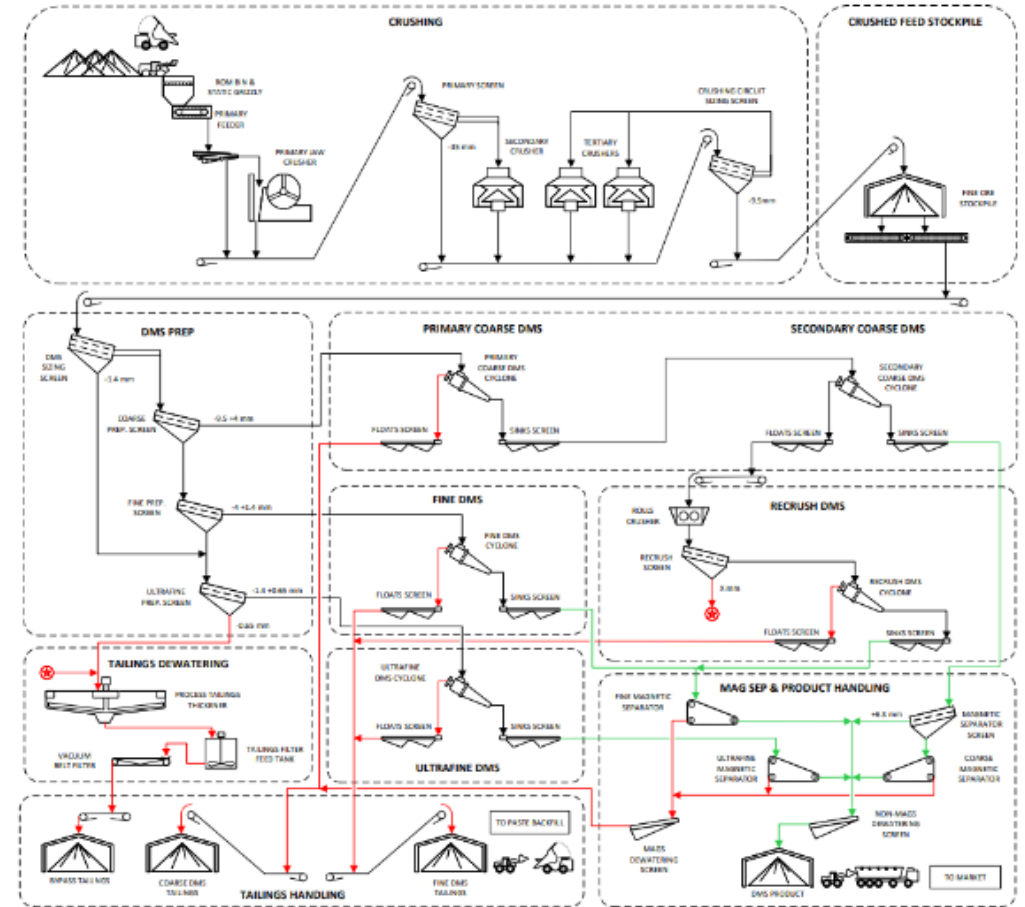 CRUSHING
CRUSHED FEED STOCKPILE
ROM BIN &
STATIC GRIZZLY
PRIMARY
FEEDER
PRIMARY JAW
CRUSHER
PRIMARY SCREEN
SECONDARY
CRUSHER
TERTIARY
CRUSHERS
CRUSHING CIRCUIT
SIZING SCREEN
-9.5mm
FINE ORE
STOCKPILE
DMS PREP
DMS
SIZING
SCREEN
COARSE
PREP. SCREEN
-9.5 +4 mm
FINE PREP.
SCREEN
-4 +1.4 mm
ULTRAFINE
PREP. SCREEN
-1.4 +0.65 mm
-0.65 mm
PRIMARY COARSE DMS
SECONDARY COARSE DMS
PRIMARY
COARSE DMS
CYCLONE
FLOATS SCREEN
SINKS SCREEN
SECONDARY
COARSE DMS
CYCLONE
FLOATS SCREEN
SINKS SCREEN
FINE DMS
FINE DMS
CYCLONE
FLOATS SCREEN
SINKS SCREEN
RECRUSH DMS
ROLLS
CRUSHER
RECRUSH
SCREEN
X mm
RECRUSH DMS
CYCLONE
FLOATS SCREEN
SINKS SCREEN
TAILINGS DEWATERING
PROCESS TAILINGS
THICKENER
VACUUM
BELT FILTER
TAILINGS FILTER
FEED TANK
ULTRAFINE
DMS CYCLONE
FLOATS SCREEN
SINKS SCREEN
ULTRAFINE DMS
MAG SEP & PRODUCT HANDLING
FINE MAGNETIC
SEPARATOR
MAGNETIC
SEPARATOR
SCREEN
ULTRAFINE
MAGNETIC
SEPARATOR
COARSE
MAGNETIC
SEPARATOR
NON-MAGS
DEWATERING
SCREEN
MAGS
DEWATERING
SCREEN
DMS PRODUCT
TO MARKET
TO PASTE BACKFILL
BYPASS TAILINGS
COARSE DMS
TAILINGS
FINE DMS
TAILINGS
TAILINGS HANDLING